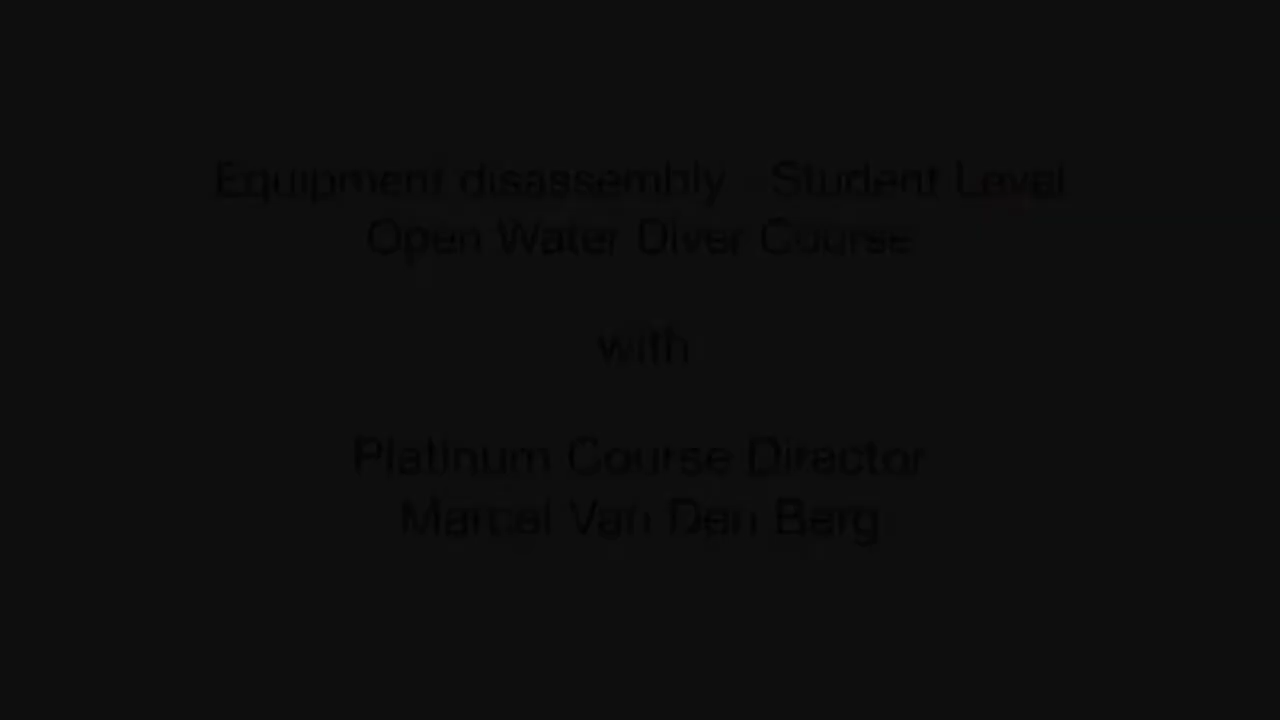 Equipment disassembly - Student Level
Open Water Diver Course
with
Platinum Course Director
Marcel Van Den Berg